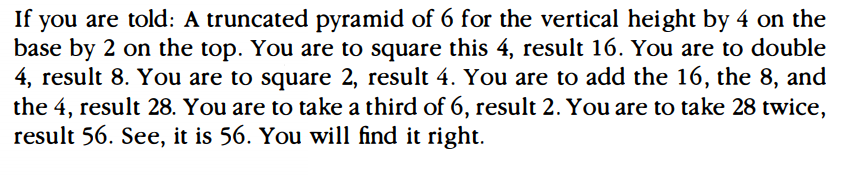 If you are told: A truncated pyramid of 6 for the vertical height by 4 on the
base by 2 on the top. You are to square this 4, result 16. You are to double
4, result 8. You are to square 2, result 4. You are to add the 16, the 8, and
the 4, result 28. You are to take a third of 6, result 2. You are to take 28 twice,
result 56. See, it is 56. You will find it right.